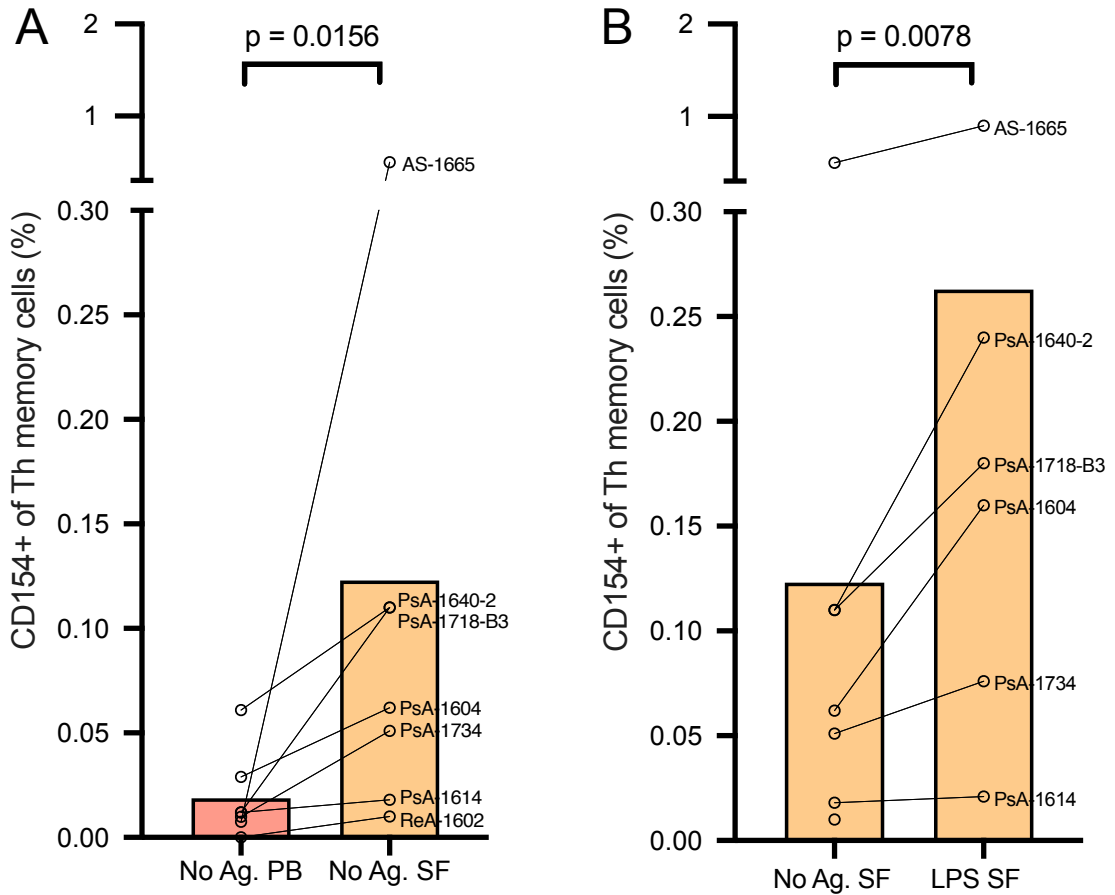 A
p = 0.0156
2
1
0.30
0.25
0.20
0.15
0.10
0.05
0.00
CD154+ of Th memory cells (%)
AS-1665
PsA-1640-2
PsA-1718-B3
PsA-1604
PsA-1734
PsA-1614
ReA-1602
No Ag. PB
No Ag. SF
B
p = 0.0078
2
1
0.30
0.25
0.20
0.15
0.10
0.05
0.00
CD154+ of Th memory cells (%)
AS-1665
PsA-1640-2
PsA-1718-B3
PsA-1604
PsA-1734
PsA-1614
No Ag. SF
LPS SF